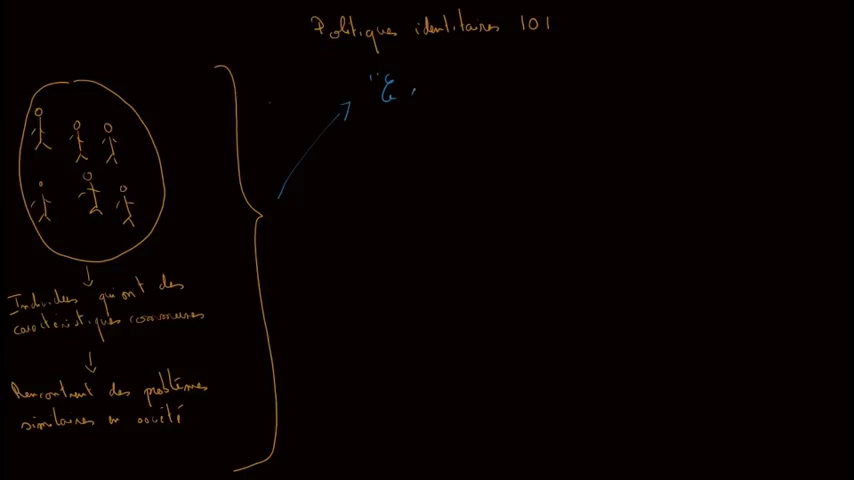 Politiques identitaires 101
"E
Individus qui ont des
caractéristiques communes
Rencontrent des problèmes
similaires en société